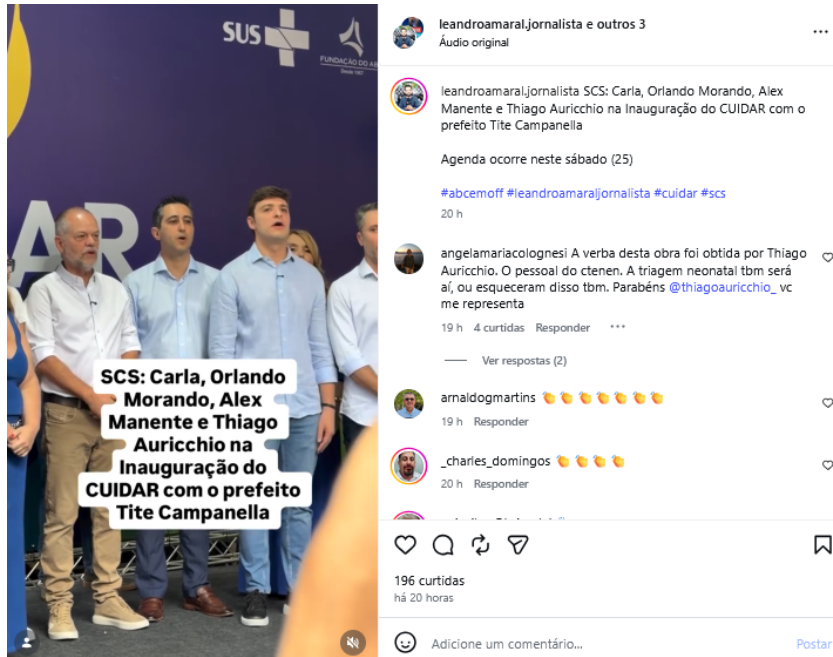 SUS
FUNDAÇÃO DO AB
Desde 1967
AR
SCS: Carla, Orlando
Morando, Alex
Manente e Thiago
Auricchio na
Inauguração do
CUIDAR com o prefeito
Tite Campanella
leandroamaral.jornalista e outros 3
Áudio original
leandroamaral.jornalista SCS: Carla, Orlando Morando, Alex
Manente e Thiago Auricchio na Inauguração do CUIDAR com o
prefeito Tite Campanella
Agenda ocorre neste sábado (25)
#abcemoff #leandroamaraljornalista #cuidar #scs
20 h
angelamariacolognesi A verba desta obra foi obtida por Thiago
Auricchio. O pessoal do ctenen. A triagem neonatal tbm será
aí, ou esqueceram disso tbm. Parabéns @thiagoauricchio_ vc
me representa
19 h 4 curtidas Responder
Ver respostas (2)
arnaldogmartins 👏👏👏👏👏👏👏
19 h Responder
_charles_domingos 👏👏👏👏
20 h Responder
196 curtidas
há 20 horas
Adicione um comentário...
Postar